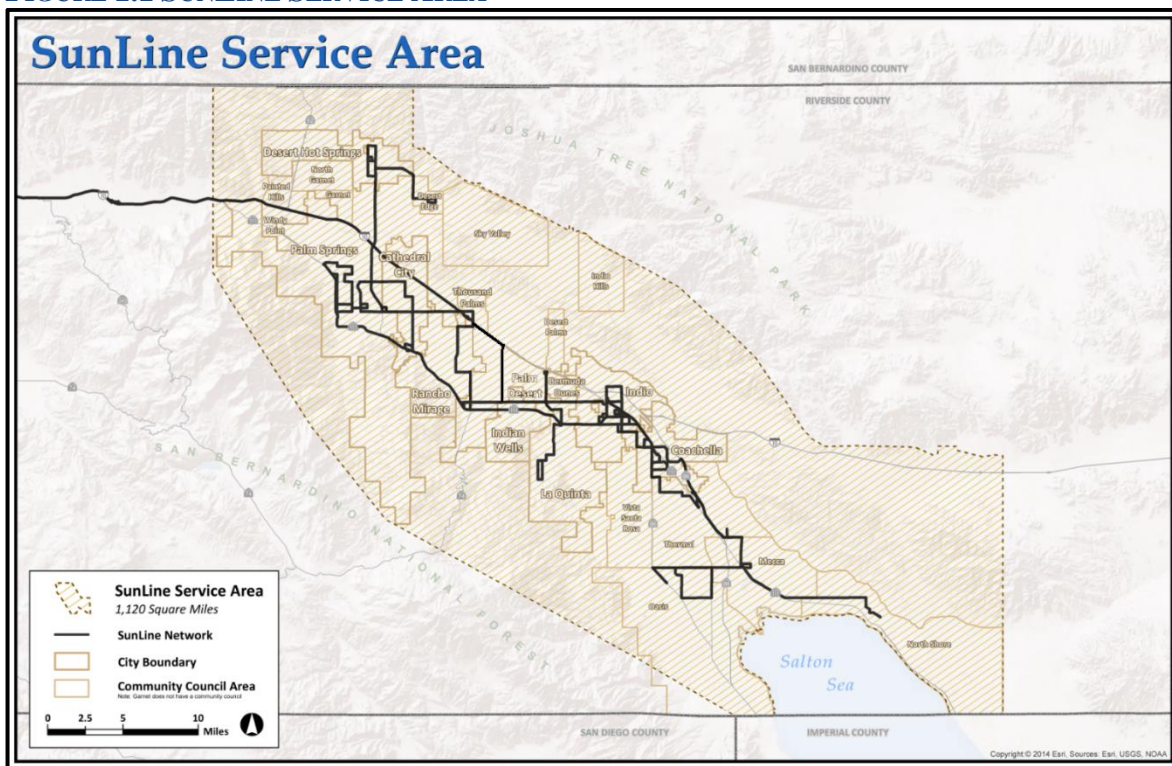 SunLine Service Area
SAN BERNARDINO COUNTY
RIVERSIDE COUNTY
JOSHUA TREE NATIONAL PARK
Desert Hot Springs
North
Garnet
Painted
Hills
Garnet
Desert
Edge
Windy
Point
Sky Valley
Palm Springs
Cathedral
City
Indio
Hills
Thousand
Palms
Desert
Palms
Palm
Desert
Bermuda
Dunes
Rancho
Mirage
Indio
Indian
Wells
Coachella
La Quinta
Vista
Santa
Rosa
Thermal
Mecca
Oasis
North Shore
SAN BERNARDINO NATIONAL FOREST
Salton
Sea
SunLine Service Area
1,120 Square Miles
SunLine Network
City Boundary
Community Council Area
Note: Garnet does not have a community council
0 2.5 5 10
Miles
SAN DIEGO COUNTY
IMPERIAL COUNTY
Copyright:© 2014 Esri, Sources: Esri, USGS, NOAA